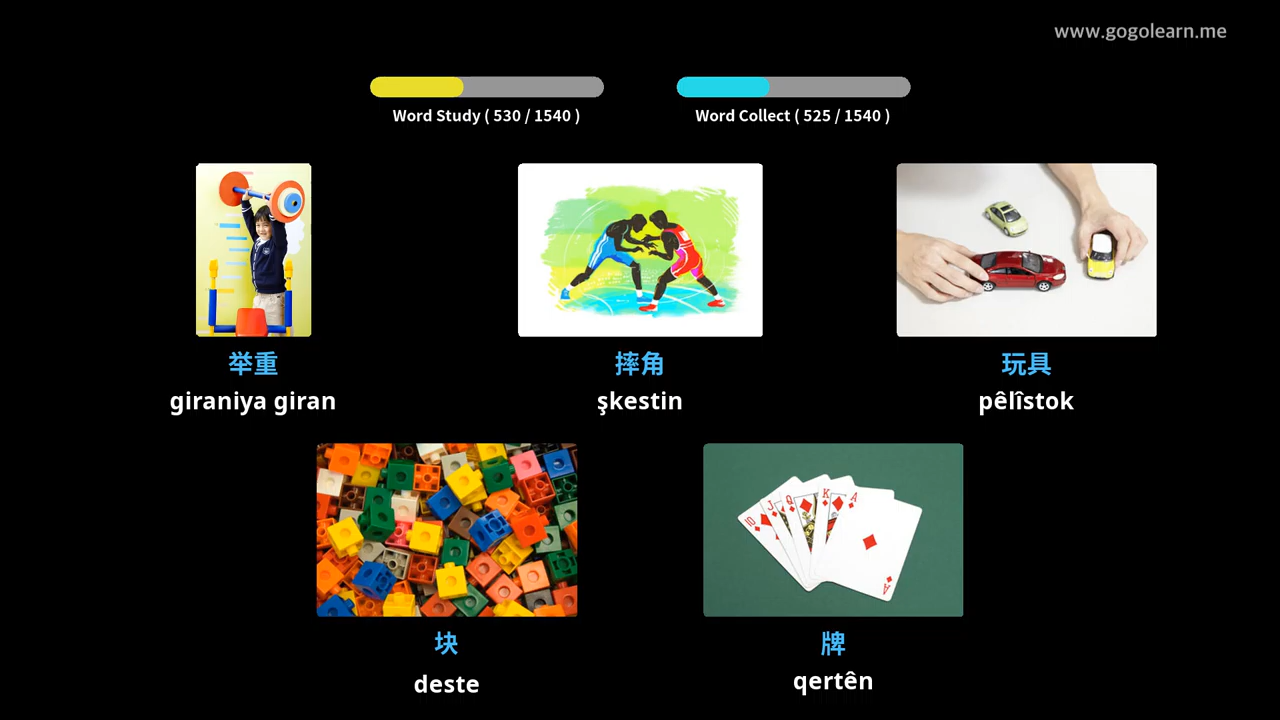 www.gogolearn.me
Word Study ( 530 / 1540 )
Word Collect ( 525 / 1540 )
举重
giraniya giran
摔角
şkestin
玩具
pêlîstok
10 J Q K A
A
块
deste
牌
qertên